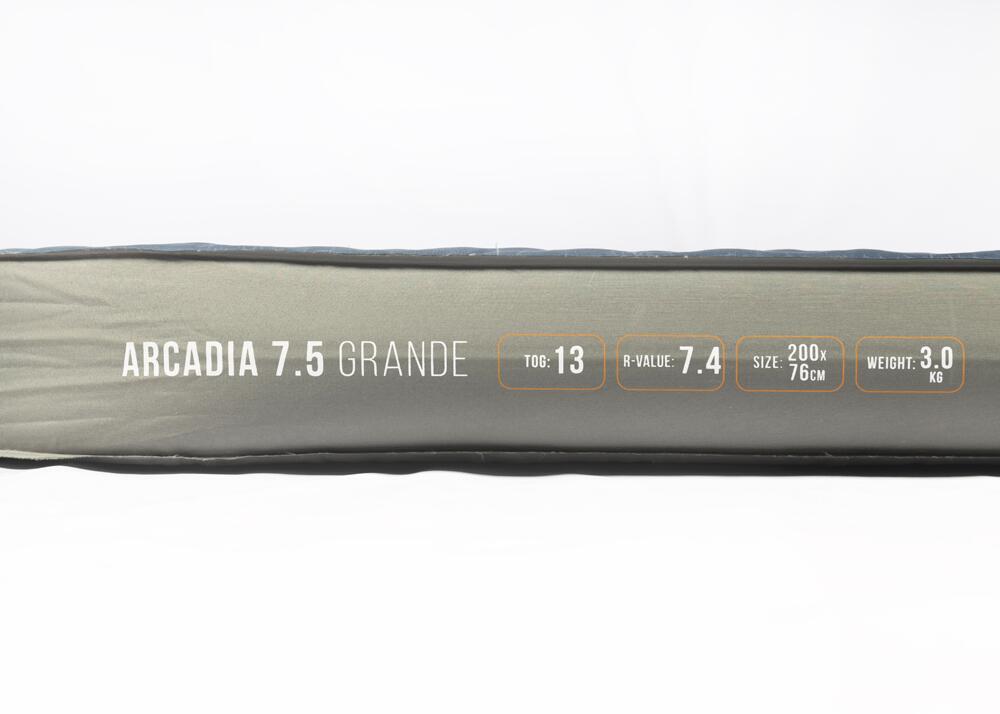 ARCADIA 7.5 GRANDE
TOG: 13
R-VALUE: 7.4
SIZE: 200x
76CM
WEIGHT: 3.0
KG